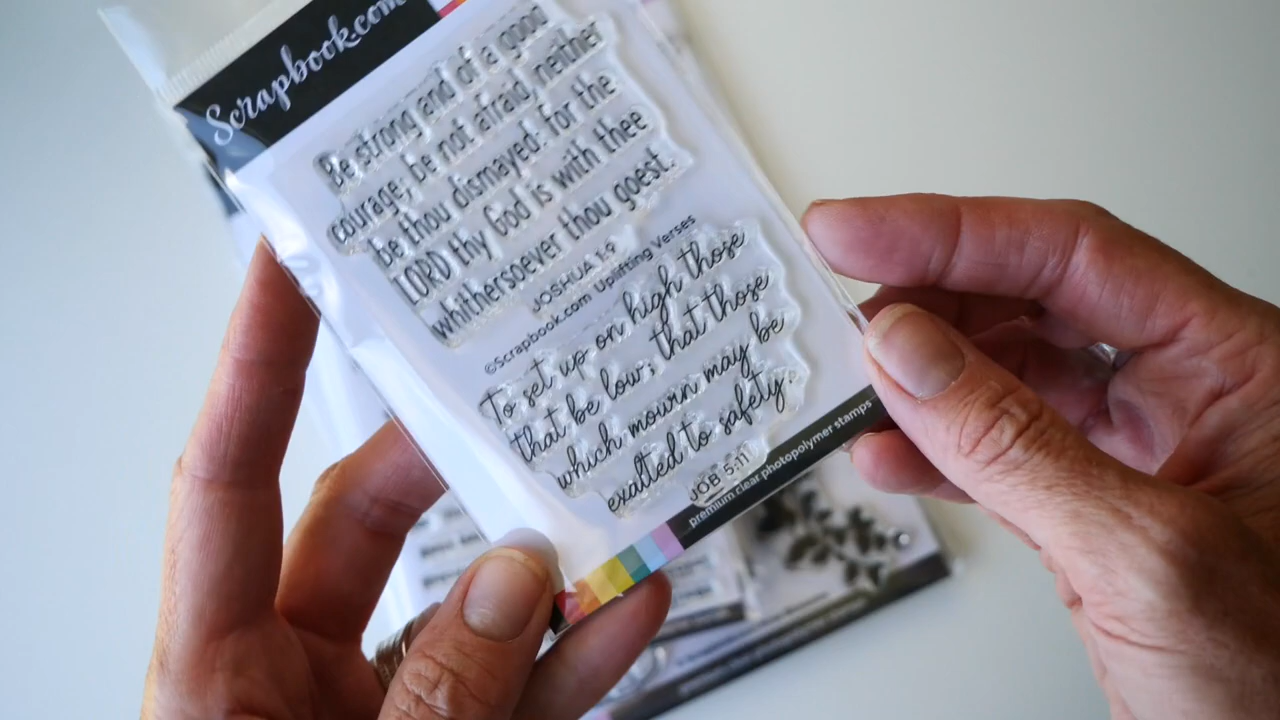 Scrapbook.com
Be strong and of a good
courage; be not afraid, neither
be thou dismayed: for the
LORD thy God is with thee
whithersoever thou goest.
JOSHUA 1:9
©Scrapbook.com Uplifting Verses
To set up on high those
that be low; that those
which mourn may be
exalted to safety.
JOB 5:11
premium clear photopolymer stamps